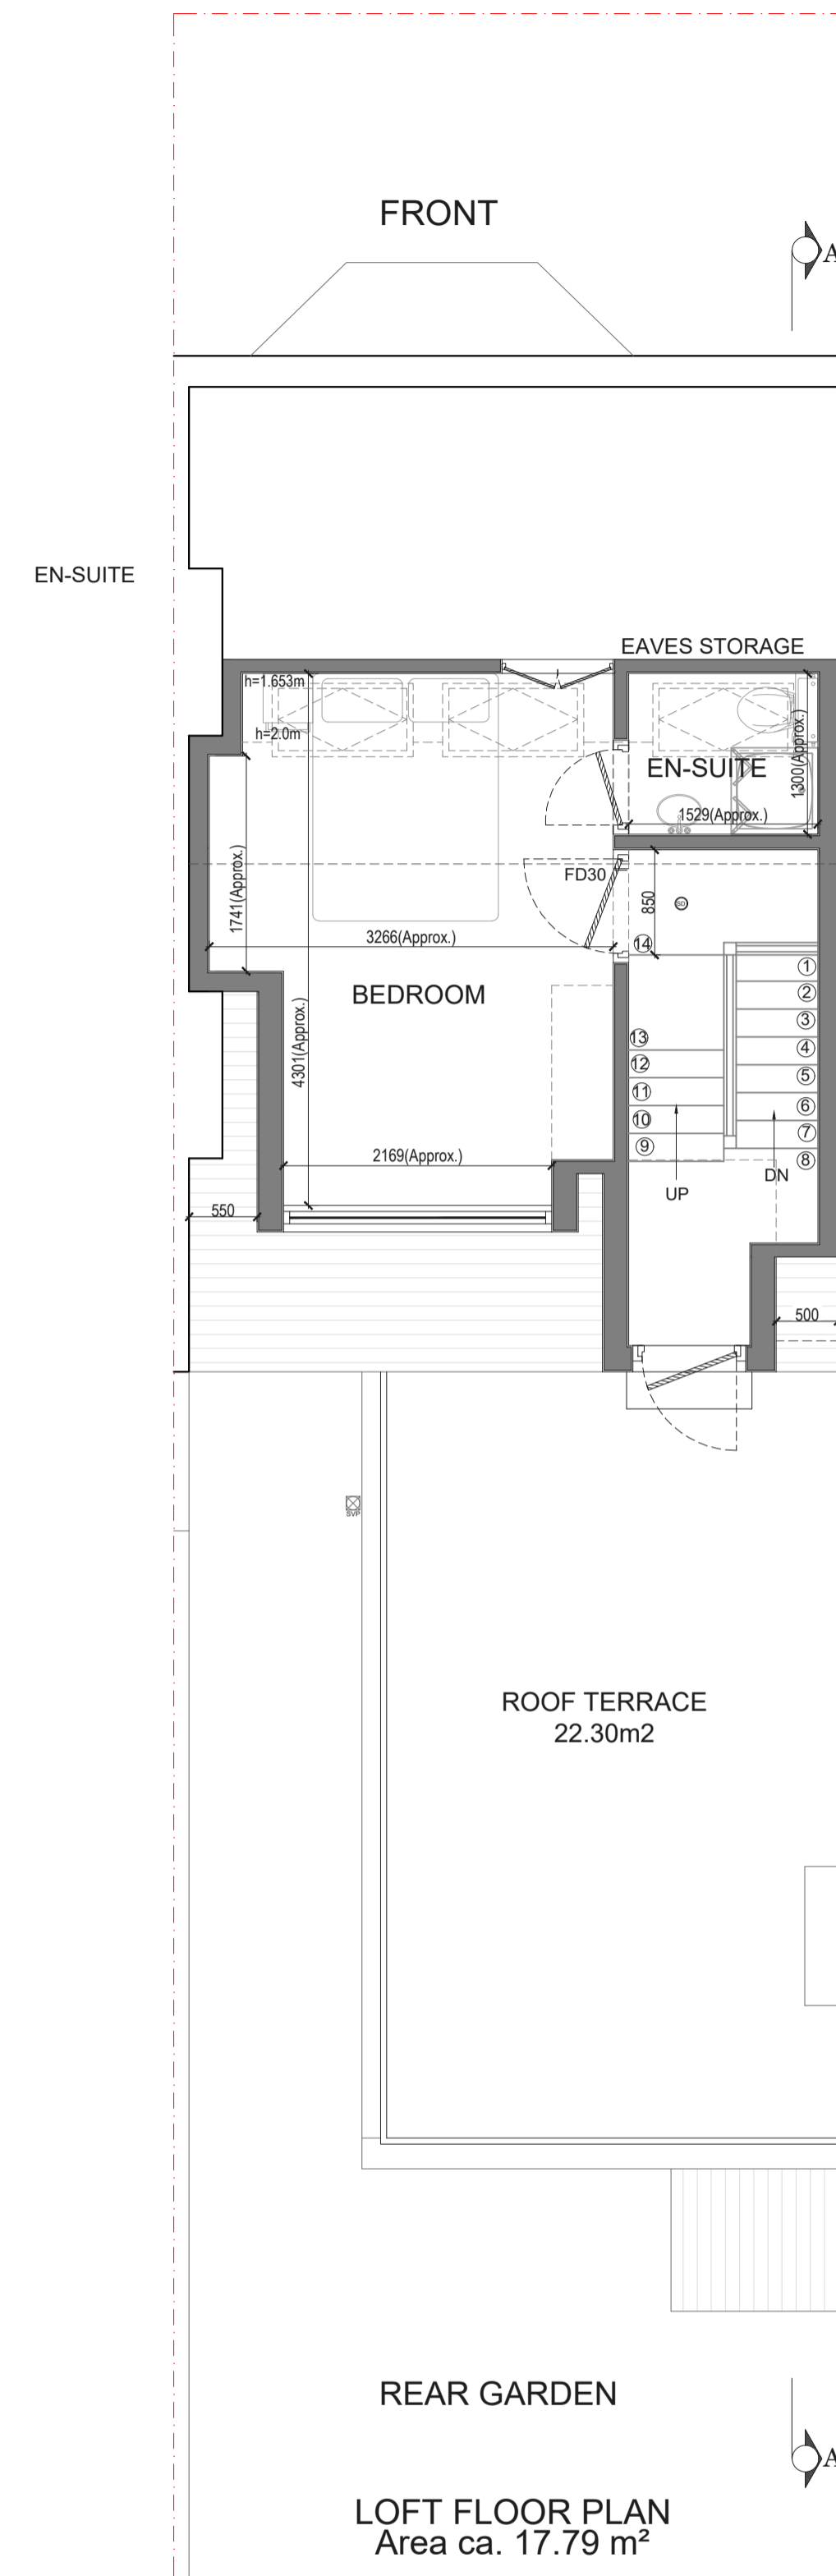 FRONT
A
EN-SUITE
EAVES STORAGE
h=1.653m
h=2.0m
EN-SUITE
1300(Approx.)
1529(Approx.)
1741(Approx.)
FD30
850
SD
3266(Approx.)
14
BEDROOM
1
2
3
4
5
6
7
8
13
12
11
10
9
4301(Approx.)
2169(Approx.)
UP
DN
550
500
SVP
ROOF TERRACE
22.30m2
REAR GARDEN
A
LOFT FLOOR PLAN
Area ca. 17.79 m²